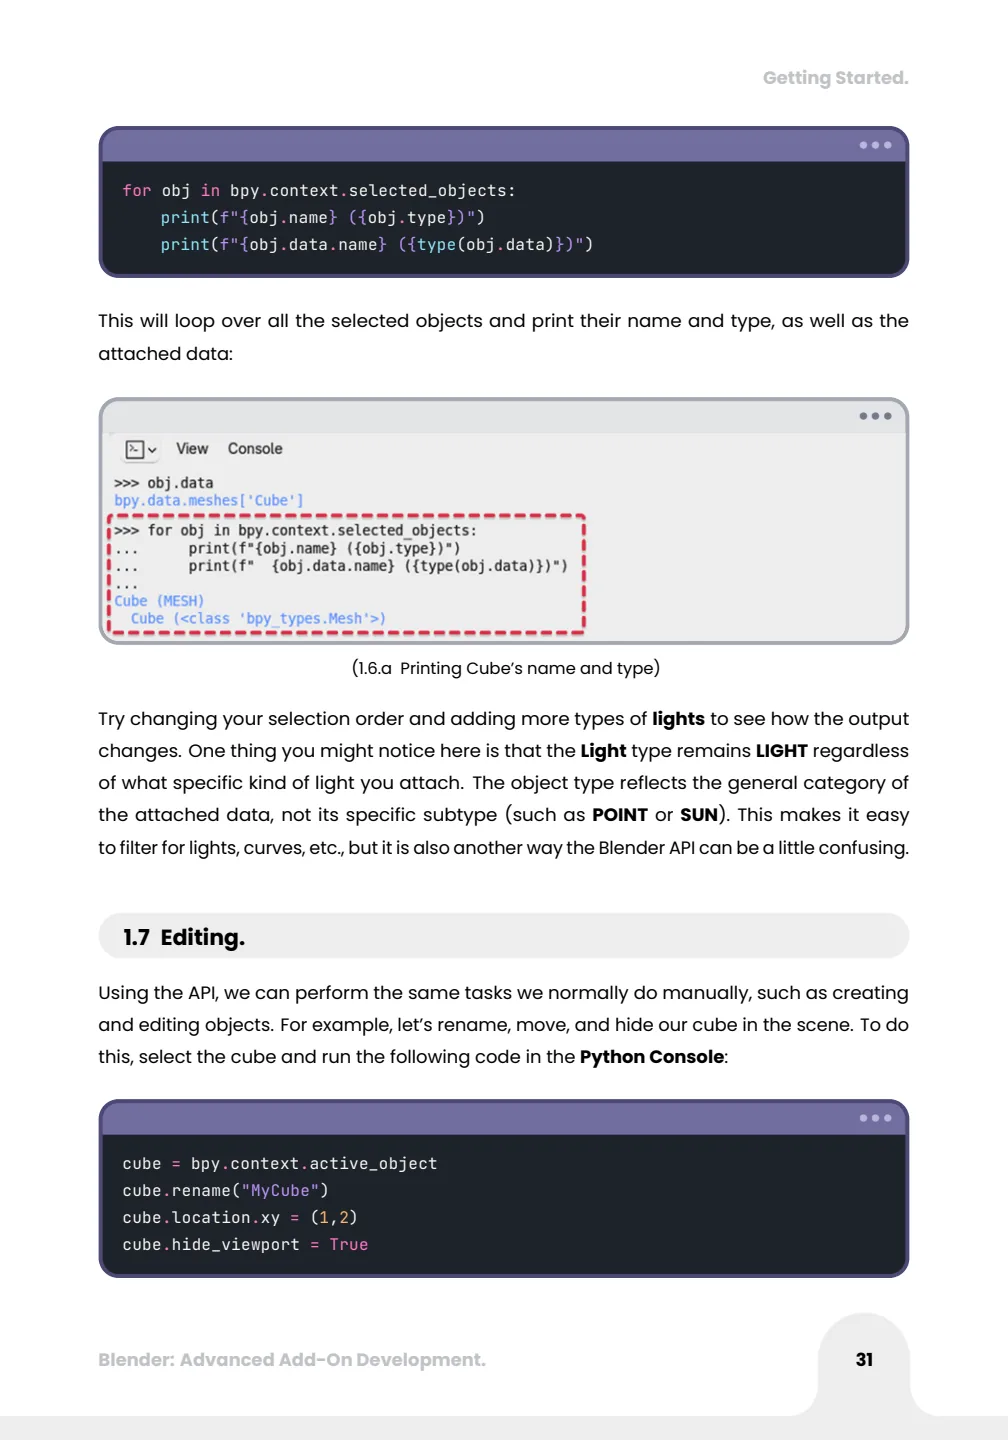 Getting Started.
for obj in bpy.context.selected_objects:
    print(f"{obj.name} ({obj.type})")
    print(f"{obj.data.name} ({type(obj.data)})")
This will loop over all the selected objects and print their name and type, as well as the
attached data:
View Console
>>> obj.data
bpy.data.meshes['Cube']
>>> for obj in bpy.context.selected_objects:
...      print(f"{obj.name} ({obj.type})")
...      print(f"  {obj.data.name} ({type(obj.data)})")
...
Cube (MESH)
  Cube (<class 'bpy_types.Mesh'>)
(1.6.a  Printing Cube’s name and type)
Try changing your selection order and adding more types of lights to see how the output
changes. One thing you might notice here is that the Light type remains LIGHT regardless
of what specific kind of light you attach. The object type reflects the general category of
the attached data, not its specific subtype (such as POINT or SUN). This makes it easy
to filter for lights, curves, etc., but it is also another way the Blender API can be a little confusing.
1.7 Editing.
Using the API, we can perform the same tasks we normally do manually, such as creating
and editing objects. For example, let’s rename, move, and hide our cube in the scene. To do
this, select the cube and run the following code in the Python Console:
cube = bpy.context.active_object
cube.rename("MyCube")
cube.location.xy = (1,2)
cube.hide_viewport = True
Blender: Advanced Add-On Development.
31